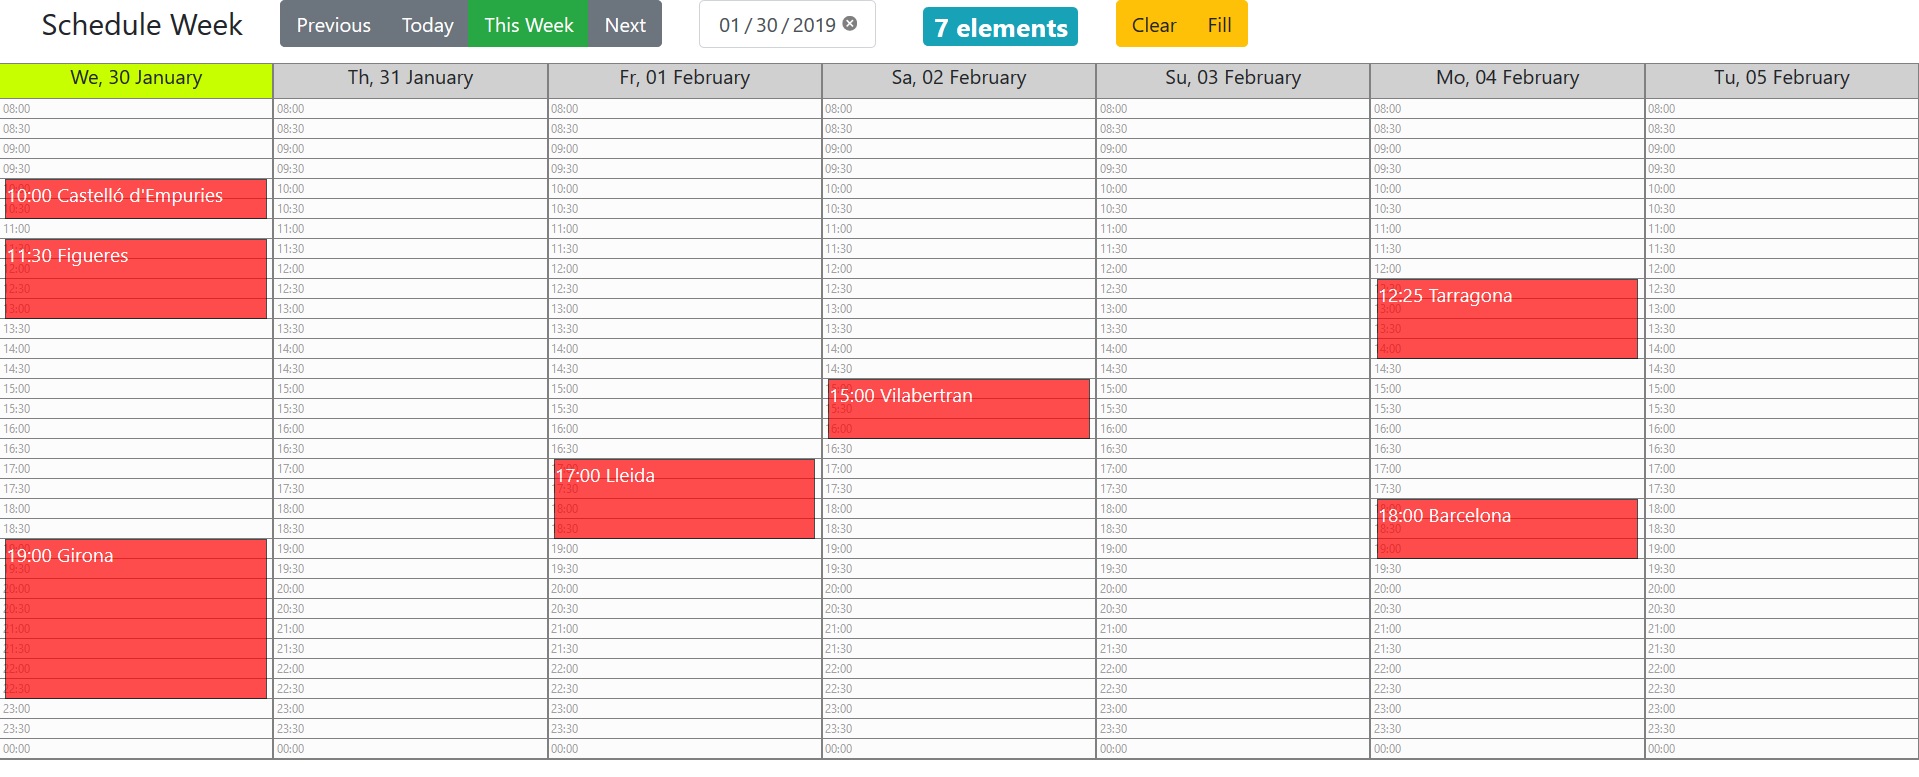 Schedule Week
Previous Today This Week Next
01 / 30 / 2019
7 elements
Clear Fill
We, 30 January Th, 31 January Fr, 01 February Sa, 02 February Su, 03 February Mo, 04 February Tu, 05 February
08:00 08:00 08:00 08:00 08:00 08:00 08:00
08:30 08:30 08:30 08:30 08:30 08:30 08:30
09:00 09:00 09:00 09:00 09:00 09:00 09:00
09:30 09:30 09:30 09:30 09:30 09:30 09:30
10:00 Castelló d'Empuries 10:00 10:00 10:00 10:00 10:00 10:00
10:30 10:30 10:30 10:30 10:30 10:30 10:30
11:00 11:00 11:00 11:00 11:00 11:00 11:00
11:30 Figueres 11:30 11:30 11:30 11:30 11:30 11:30
12:00 12:00 12:00 12:00 12:00 12:00 12:00
12:30 12:30 12:30 12:30 12:30 12:25 Tarragona 12:30
13:00 13:00 13:00 13:00 13:00 13:00 13:00
13:30 13:30 13:30 13:30 13:30 13:30 13:30
14:00 14:00 14:00 14:00 14:00 14:00 14:00
14:30 14:30 14:30 14:30 14:30 14:30 14:30
15:00 15:00 15:00 15:00 Vilabertran 15:00 15:00 15:00
15:30 15:30 15:30 15:30 15:30 15:30 15:30
16:00 16:00 16:00 16:00 16:00 16:00 16:00
16:30 16:30 16:30 16:30 16:30 16:30 16:30
17:00 17:00 17:00 Lleida 17:00 17:00 17:00 17:00
17:30 17:30 17:30 17:30 17:30 17:30 17:30
18:00 18:00 18:00 18:00 18:00 18:00 Barcelona 18:00
18:30 18:30 18:30 18:30 18:30 18:30 18:30
19:00 Girona 19:00 19:00 19:00 19:00 19:00 19:00
19:30 19:30 19:30 19:30 19:30 19:30 19:30
20:00 20:00 20:00 20:00 20:00 20:00 20:00
20:30 20:30 20:30 20:30 20:30 20:30 20:30
21:00 21:00 21:00 21:00 21:00 21:00 21:00
21:30 21:30 21:30 21:30 21:30 21:30 21:30
22:00 22:00 22:00 22:00 22:00 22:00 22:00
22:30 22:30 22:30 22:30 22:30 22:30 22:30
23:00 23:00 23:00 23:00 23:00 23:00 23:00
23:30 23:30 23:30 23:30 23:30 23:30 23:30
00:00 00:00 00:00 00:00 00:00 00:00 00:00